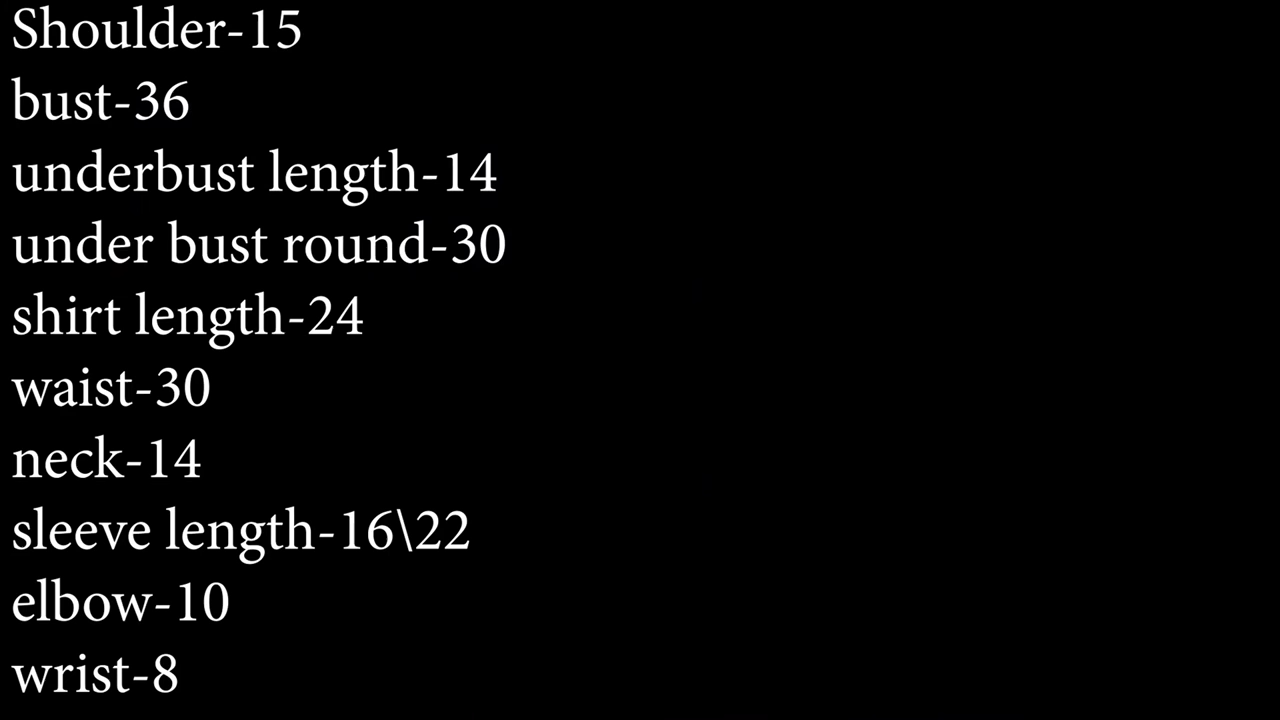 Shoulder-15
bust-36
underbust length-14
under bust round-30
shirt length-24
waist-30
neck-14
sleeve length-16\22
elbow-10
wrist-8